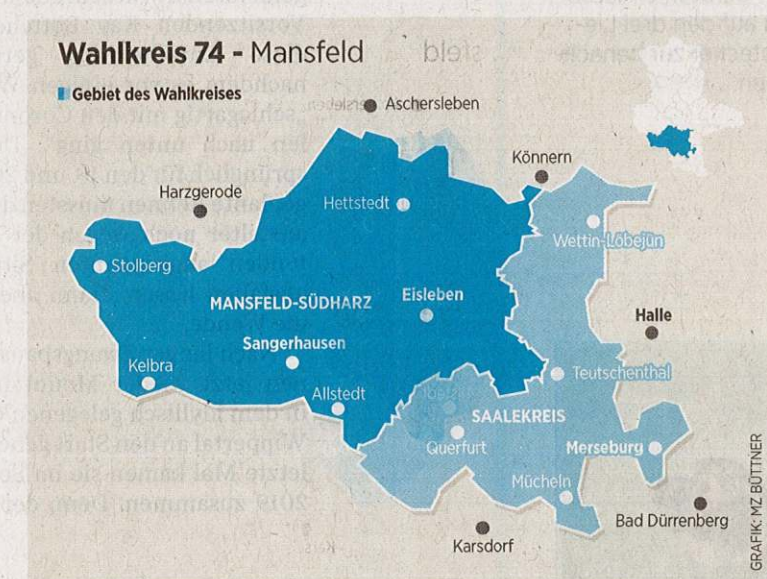 Wahlkreis 74 - Mansfeld
Gebiet des Wahlkreises
Aschersleben
Könnern
Harzgerode
Hettstedt
Wettin-Löbejün
Stolberg
MANSFELD-SÜDHARZ
Eisleben
Halle
Sangerhausen
Kelbra
Teutschenthal
Allstedt
SAALEKREIS
Querfurt
Merseburg
Mücheln
Bad Dürrenberg
Karsdorf
GRAFIK: MZ BÜTTNER